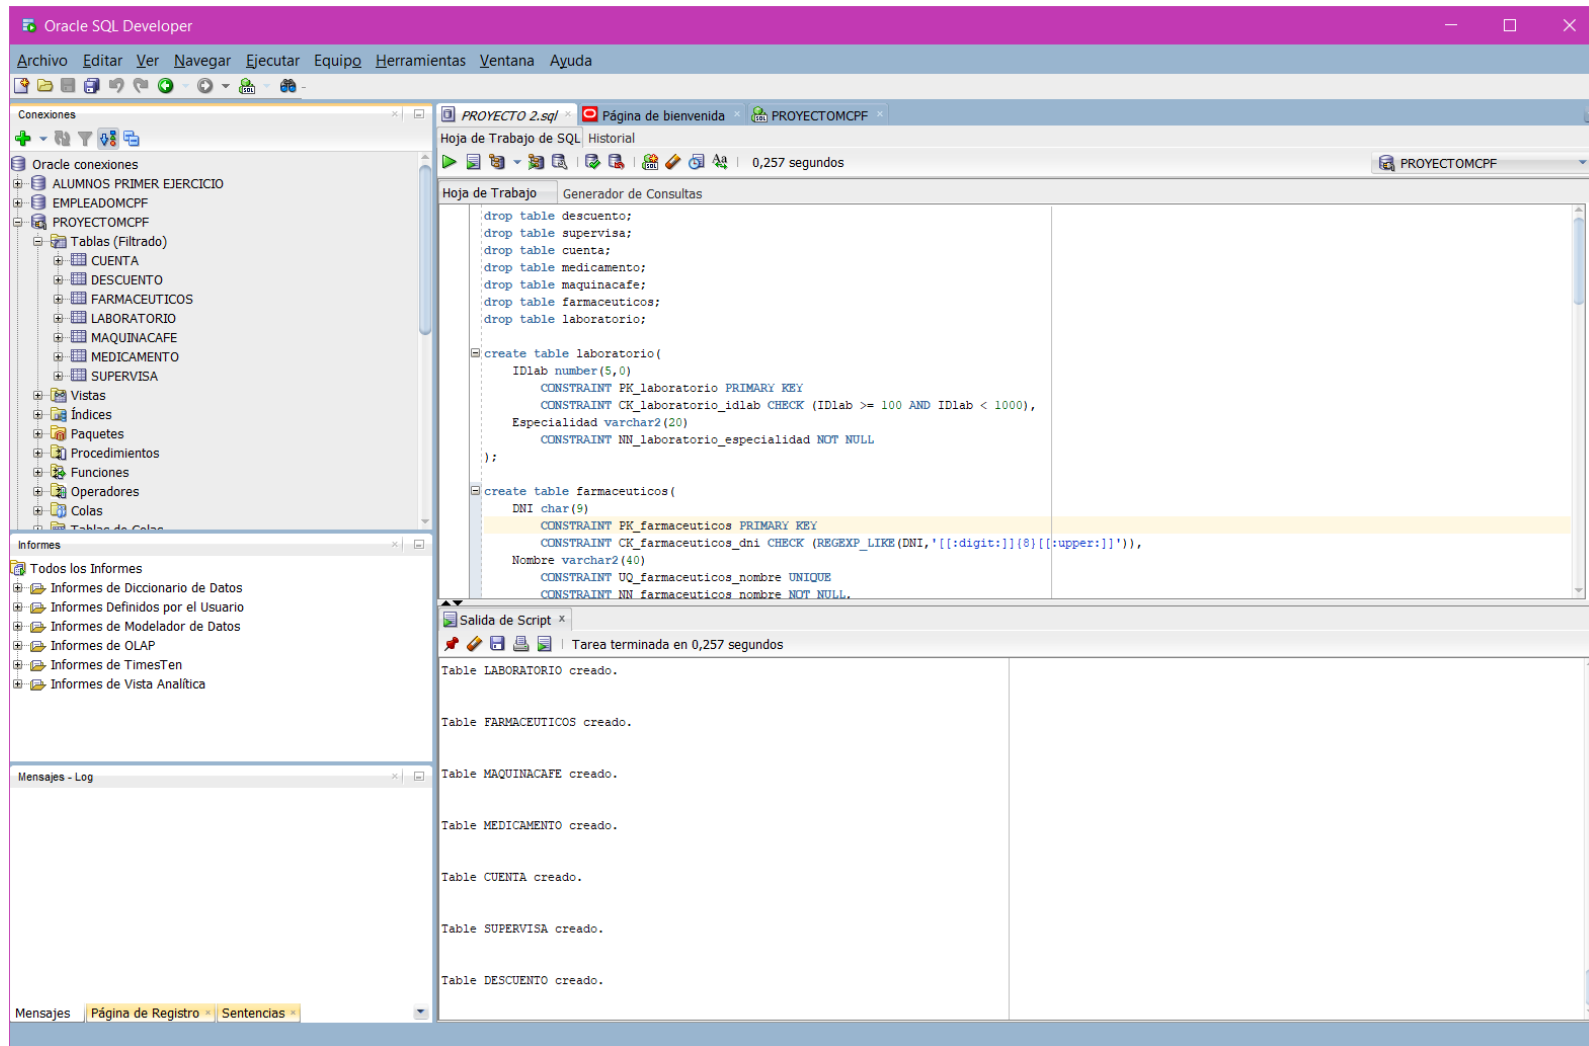 Oracle SQL Developer
Archivo Editar Ver Navegar Ejecutar Equipo Herramientas Ventana Ayuda
Conexiones
Oracle conexiones
ALUMNOS PRIMER EJERCICIO
EMPLEADOMCPF
PROYECTOMCPF
Tablas (Filtrado)
CUENTA
DESCUENTO
FARMACEUTICOS
LABORATORIO
MAQUINACAFE
MEDICAMENTO
SUPERVISA
Vistas
Índices
Paquetes
Procedimientos
Funciones
Operadores
Colas
Tablas de Colas
Informes
Todos los Informes
Informes de Diccionario de Datos
Informes Definidos por el Usuario
Informes de Modelador de Datos
Informes de OLAP
Informes de TimesTen
Informes de Vista Analítica
Mensajes - Log
Mensajes Página de Registro Sentencias
PROYECTO 2.sql Página de bienvenida PROYECTOMCPF
Hoja de Trabajo de SQL Historial
0,257 segundos PROYECTOMCPF
Hoja de Trabajo Generador de Consultas
drop table descuento;
drop table supervisa;
drop table cuenta;
drop table medicamento;
drop table maquinacafe;
drop table farmaceuticos;
drop table laboratorio;
create table laboratorio(
IDlab number(5,0)
CONSTRAINT PK_laboratorio PRIMARY KEY
CONSTRAINT CK_laboratorio_idlab CHECK (IDlab >= 100 AND IDlab < 1000),
Especialidad varchar2(20)
CONSTRAINT NN_laboratorio_especialidad NOT NULL
);
create table farmaceuticos(
DNI char(9)
CONSTRAINT PK_farmaceuticos PRIMARY KEY
CONSTRAINT CK_farmaceuticos_dni CHECK (REGEXP_LIKE(DNI,'[[:digit:]]{8}[[:upper:]]')),
Nombre varchar2(40)
CONSTRAINT UQ_farmaceuticos_nombre UNIQUE
CONSTRAINT NN_farmaceuticos_nombre NOT NULL,
Salida de Script
Tarea terminada en 0,257 segundos
Table LABORATORIO creado.
Table FARMACEUTICOS creado.
Table MAQUINACAFE creado.
Table MEDICAMENTO creado.
Table CUENTA creado.
Table SUPERVISA creado.
Table DESCUENTO creado.